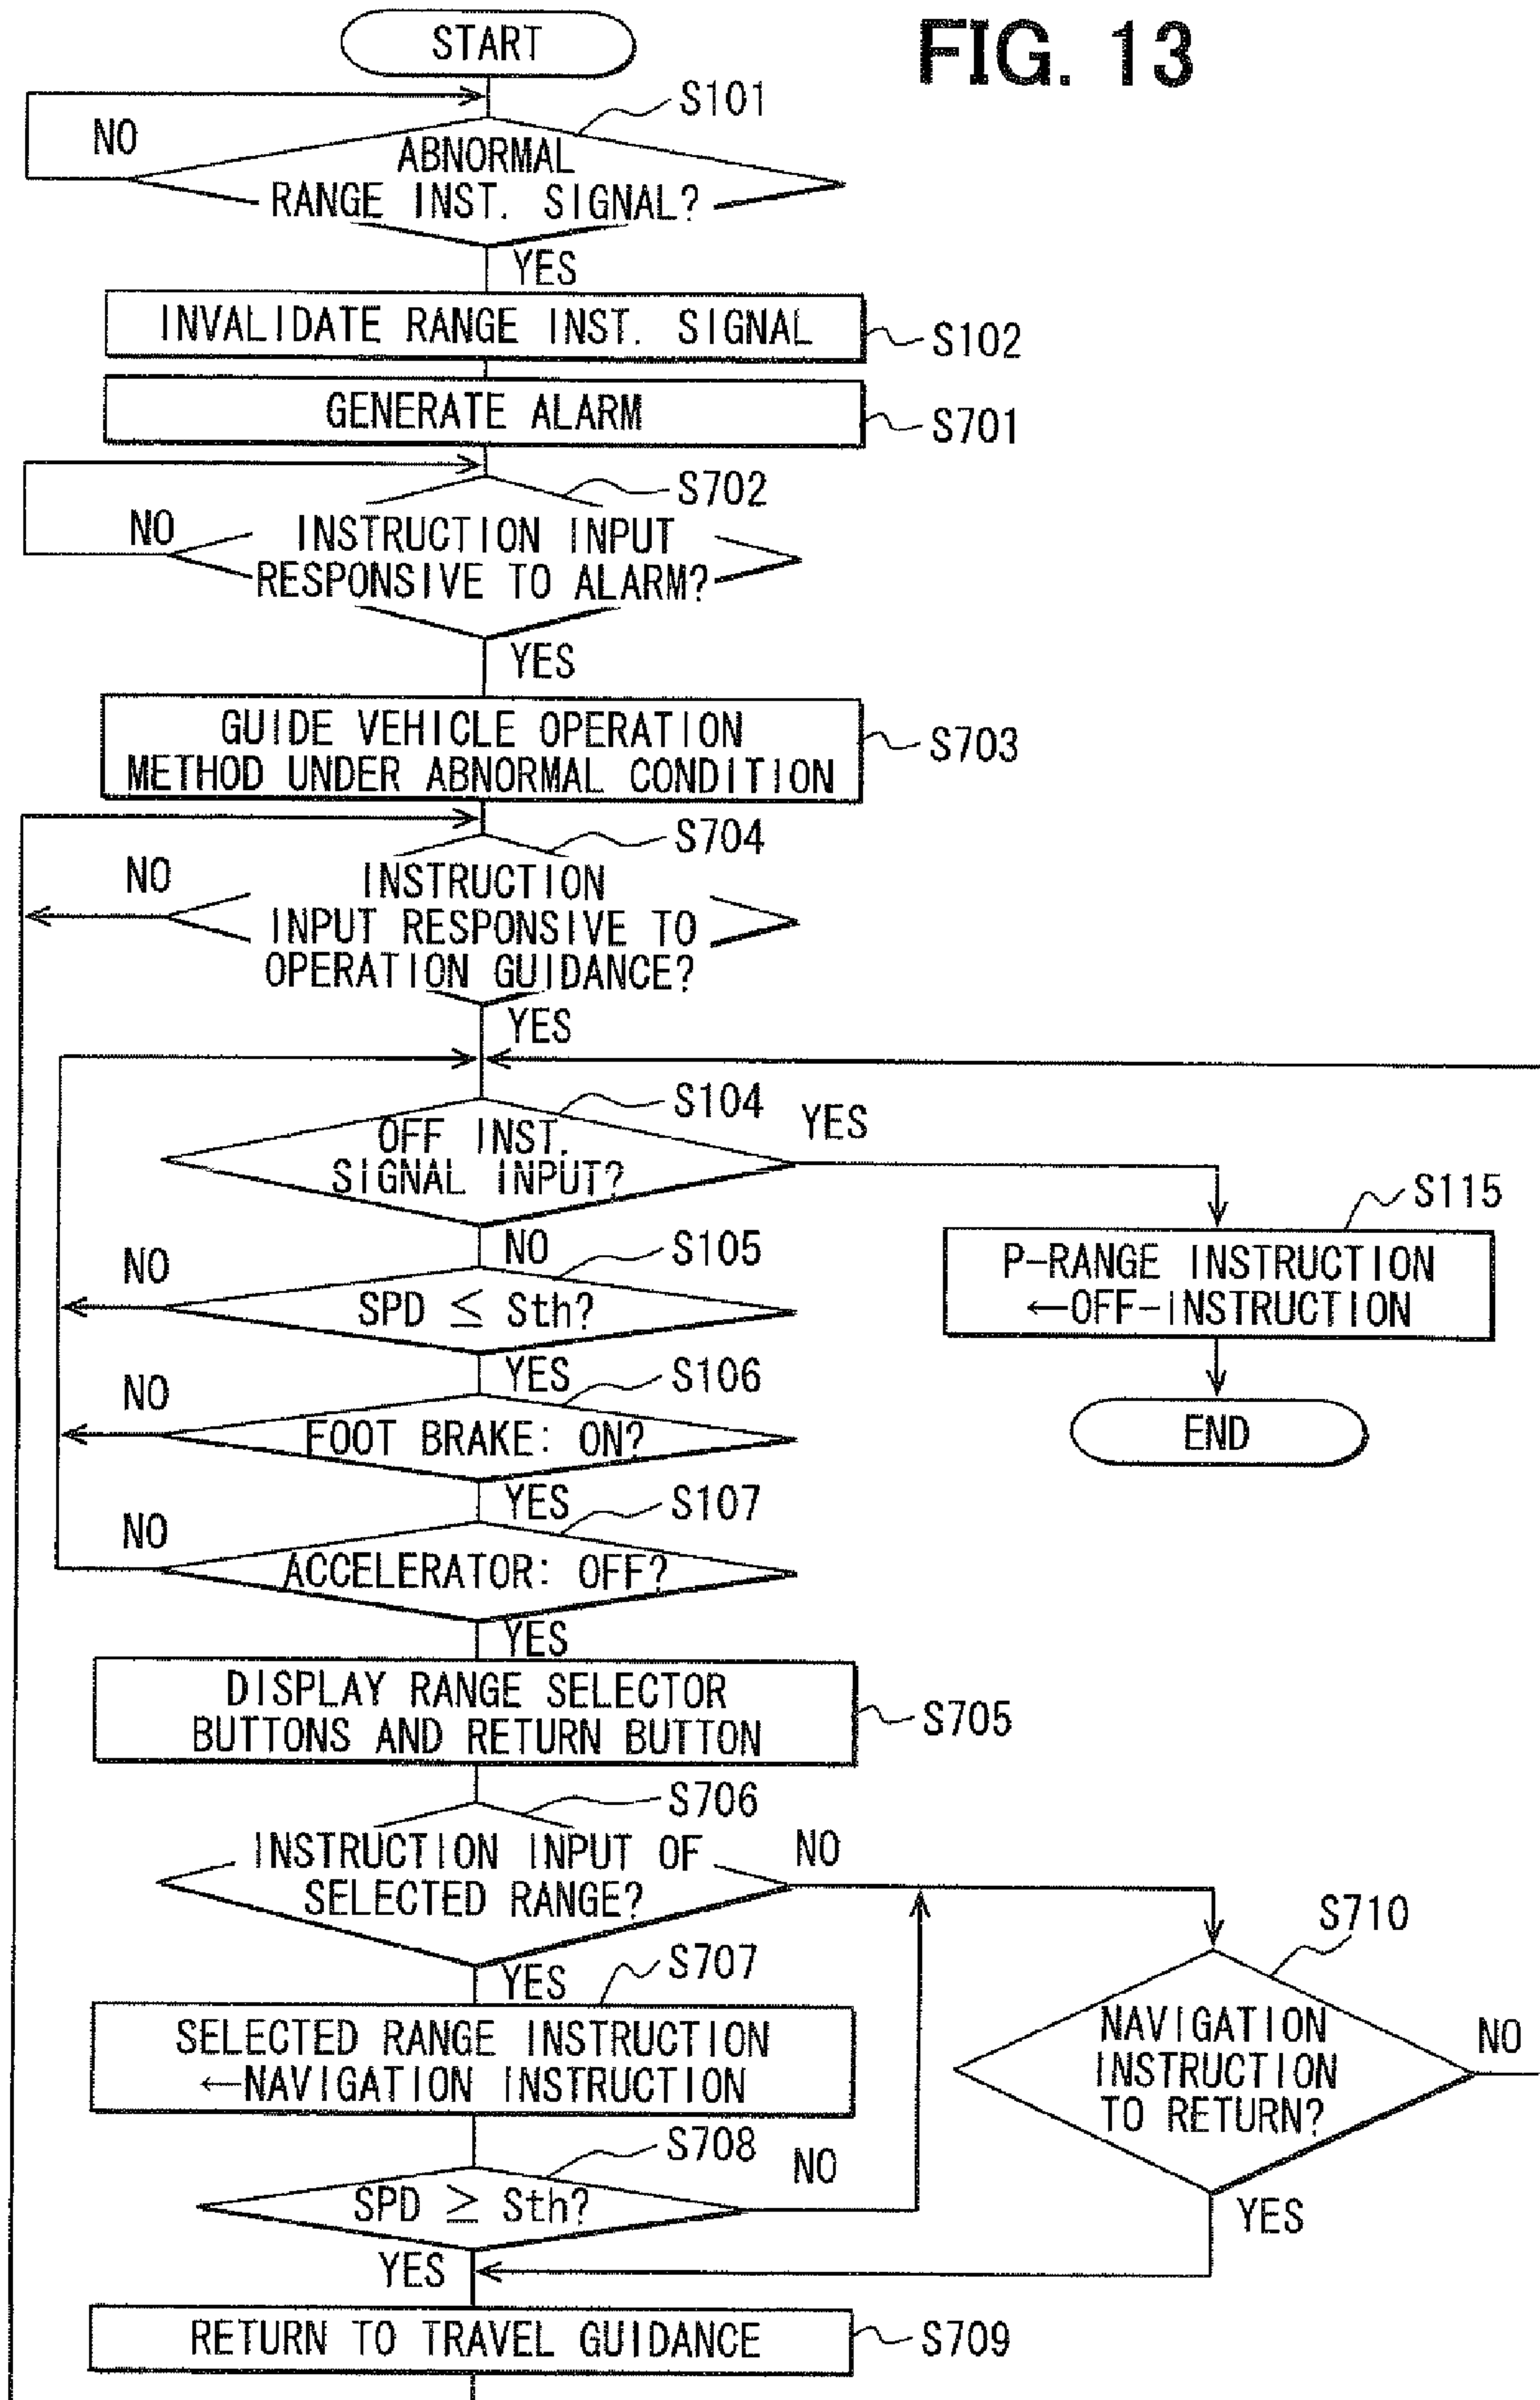 FIG. 13
START
S101
NO
ABNORMAL
RANGE INST. SIGNAL?
YES
INVALIDATE RANGE INST. SIGNAL
S102
GENERATE ALARM
S701
S702
NO
INSTRUCTION INPUT
RESPONSIVE TO ALARM?
YES
GUIDE VEHICLE OPERATION
METHOD UNDER ABNORMAL CONDITION
S703
S704
NO
INSTRUCTION
INPUT RESPONSIVE TO
OPERATION GUIDANCE?
YES
S104
YES
OFF INST.
SIGNAL INPUT?
S115
P-RANGE INSTRUCTION
←OFF-INSTRUCTION
END
NO
S105
NO
SPD ≤ Sth?
YES
S106
NO
FOOT BRAKE: ON?
YES
S107
NO
ACCELERATOR: OFF?
YES
DISPLAY RANGE SELECTOR
BUTTONS AND RETURN BUTTON
S705
S706
INSTRUCTION INPUT OF
SELECTED RANGE?
NO
S710
NAVIGATION
INSTRUCTION
TO RETURN?
NO
YES
YES
S707
SELECTED RANGE INSTRUCTION
←NAVIGATION INSTRUCTION
S708
NO
SPD ≥ Sth?
YES
RETURN TO TRAVEL GUIDANCE
S709